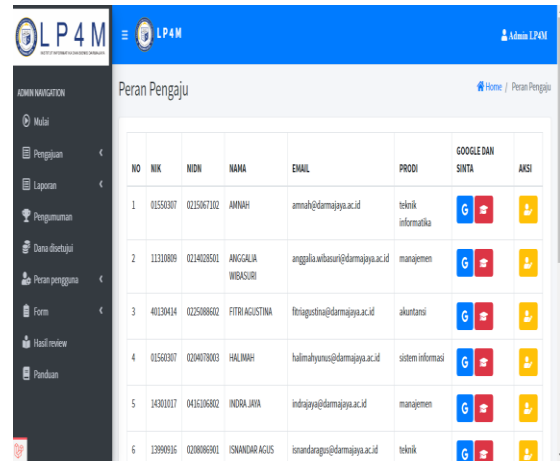 LP4M
LP4M
Admin LP4M
ADMIN NAVIGATION
Mulai
Pengajuan
Laporan
Pengumuman
Dana disetujui
Peran pengguna
Form
Hasil review
Panduan
Peran Pengaju
Home / Peran Pengaju
NO NIK NIDN NAMA EMAIL PRODI GOOGLE DAN SINTA AKSI
1 01550307 0215067102 AMNAH amnah@darmajaya.ac.id teknik informatika G
2 11310809 0214028501 ANGGALIA WIBASURI anggalia.wibasuri@darmajaya.ac.id manajemen G
3 40130414 0225088602 FITRI AGUSTINA fitriagustina@darmajaya.ac.id akuntansi G
4 01560307 0204078003 HALIMAH halimahyunus@darmajaya.ac.id sistem informasi G
5 14301017 0416106802 INDRA JAYA indrajaya@darmajaya.ac.id manajemen G
6 13990916 0208086901 ISNANDAR AGUS isnandaragus@darmajaya.ac.id teknik G